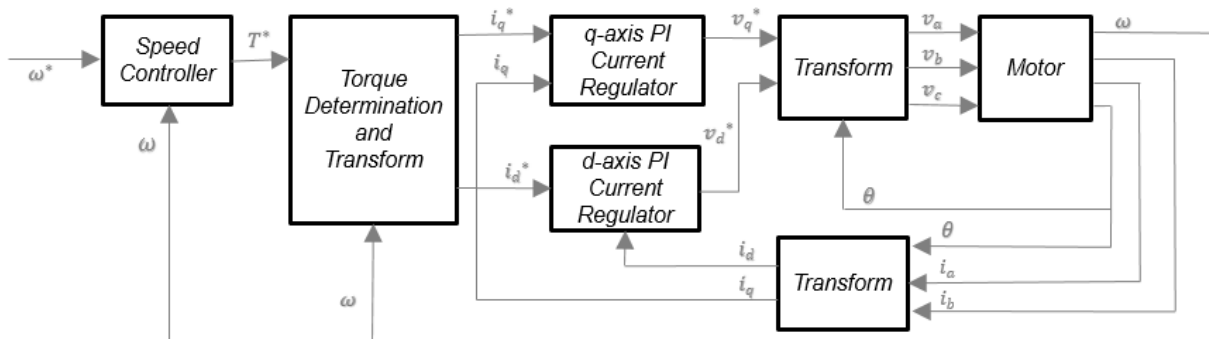 ω*
Speed
Controller
ω
T*
Torque
Determination
and
Transform
ω
i_q*
i_q
i_d*
q-axis PI
Current
Regulator
v_q*
d-axis PI
Current
Regulator
v_d*
Transform
v_a
v_b
v_c
Motor
ω
θ
θ
i_a
i_b
Transform
i_d
i_q